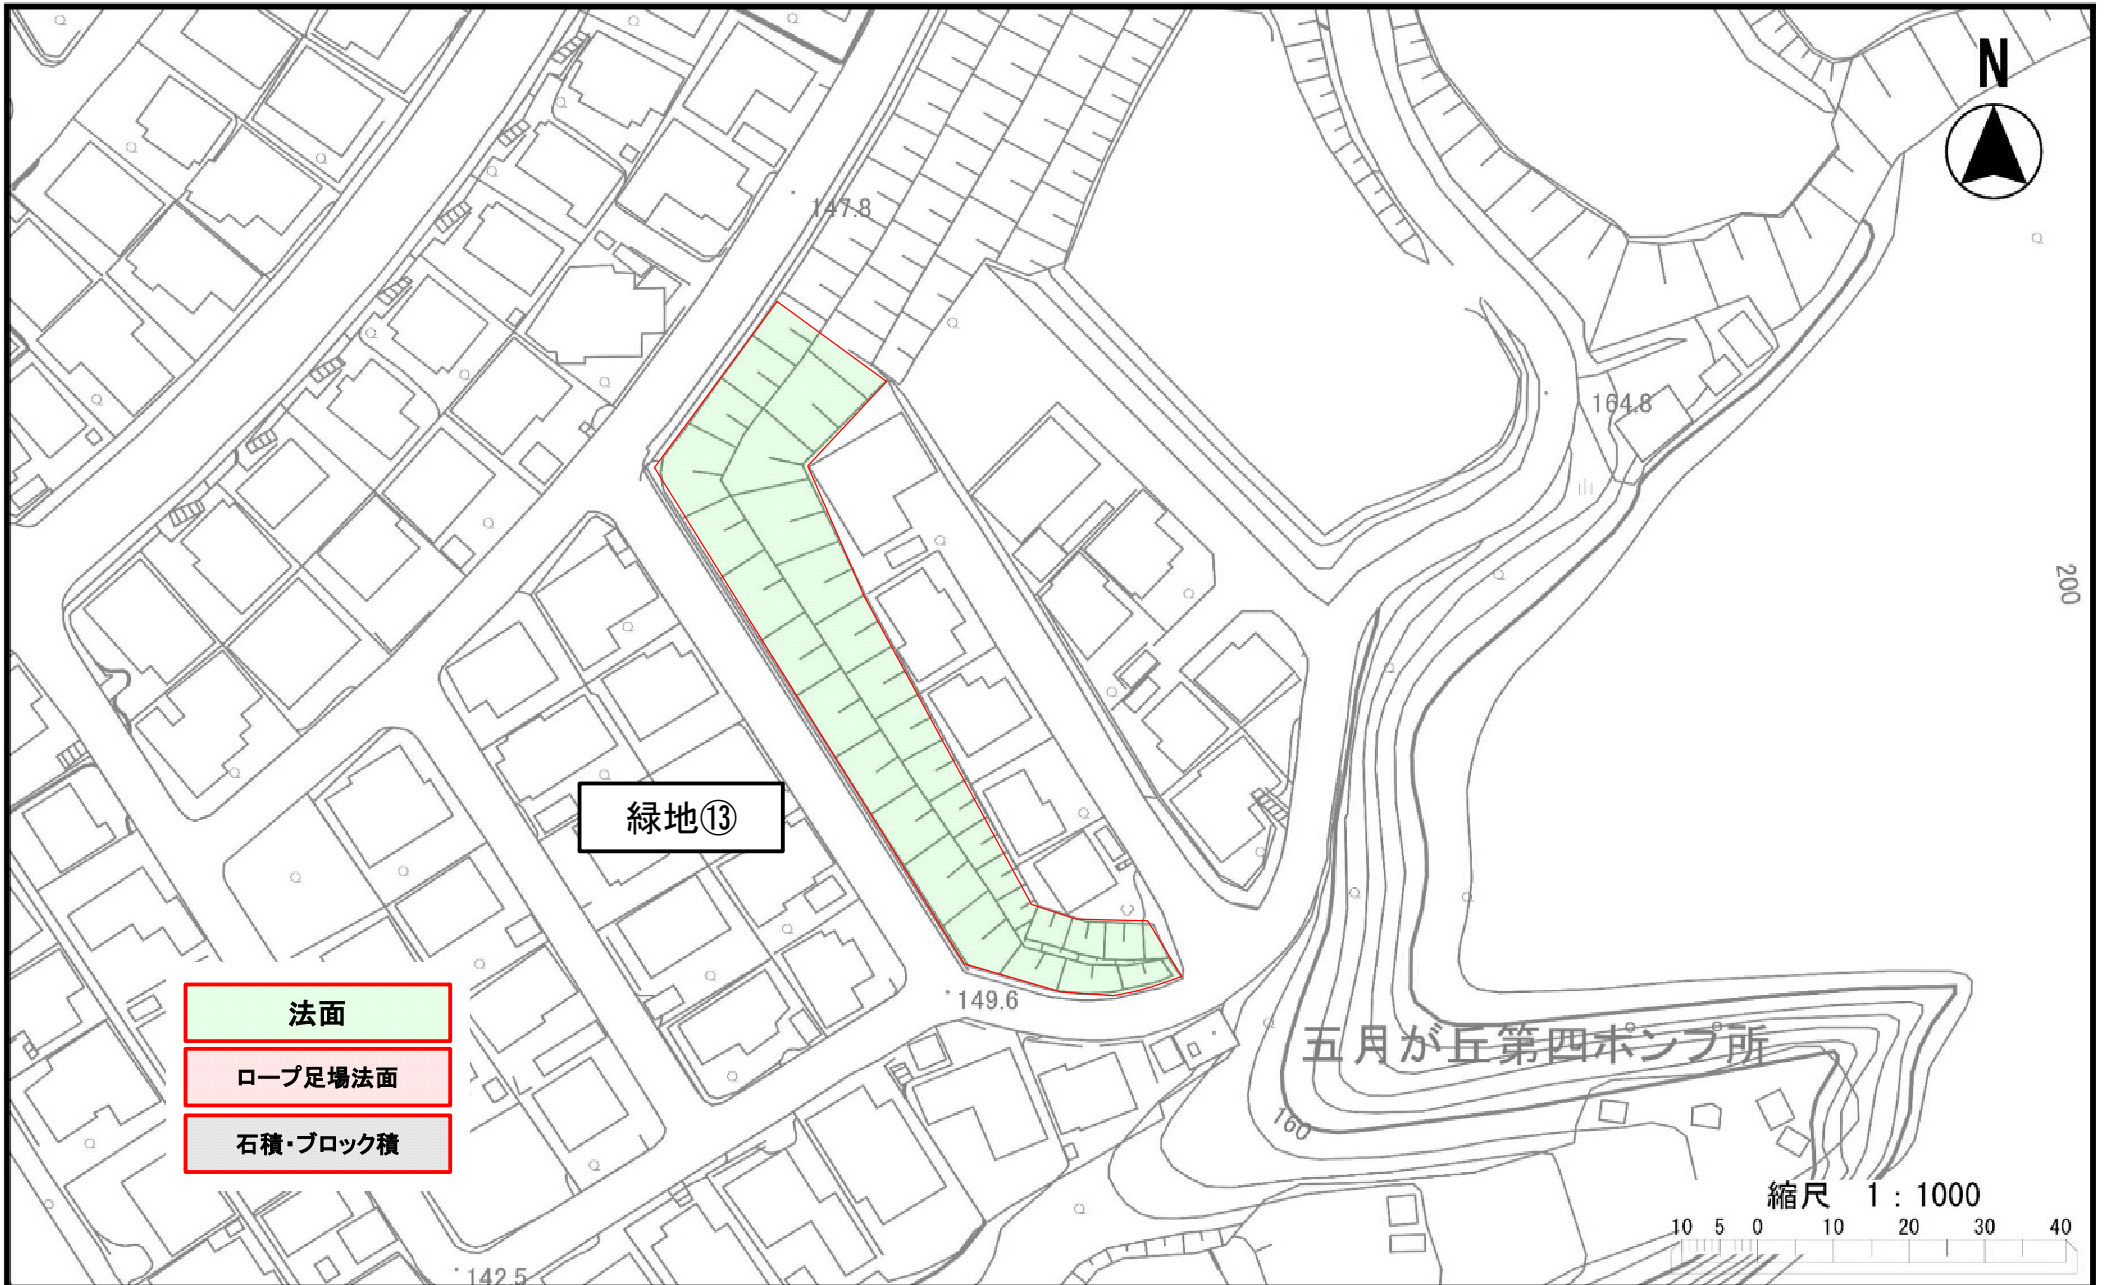 N
147.8
164.8
200
緑地⑬
149.6
法面
ロープ足場法面
石積・ブロック積
五月が丘第四ポンプ所
160
縮尺 1:1000
10 5 0 10 20 30 40
142.5